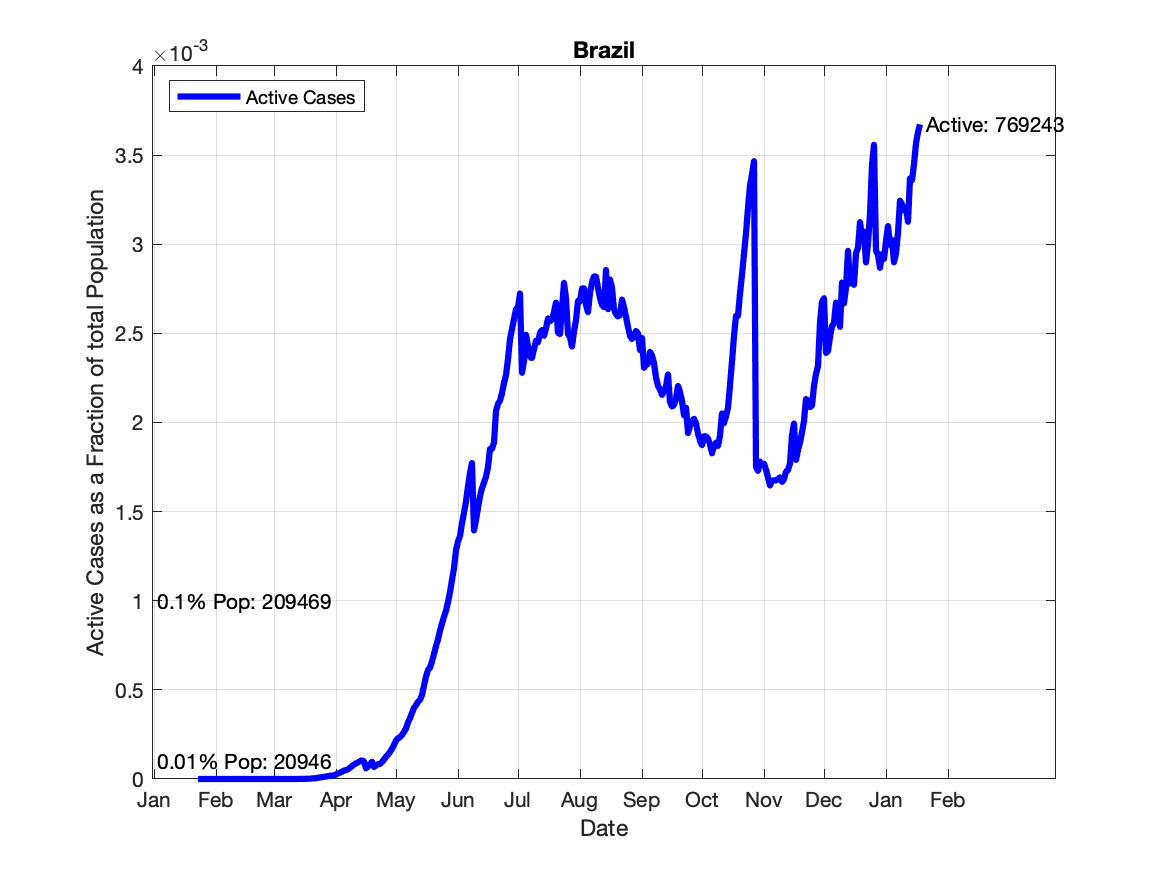 Brazil
×10-3
4
3.5
3
2.5
2
1.5
1
0.5
0
Active Cases as a Fraction of total Population
Active Cases
Active: 769243
0.1% Pop: 209469
0.01% Pop: 20946
Jan Feb Mar Apr May Jun Jul Aug Sep Oct Nov Dec Jan Feb
Date